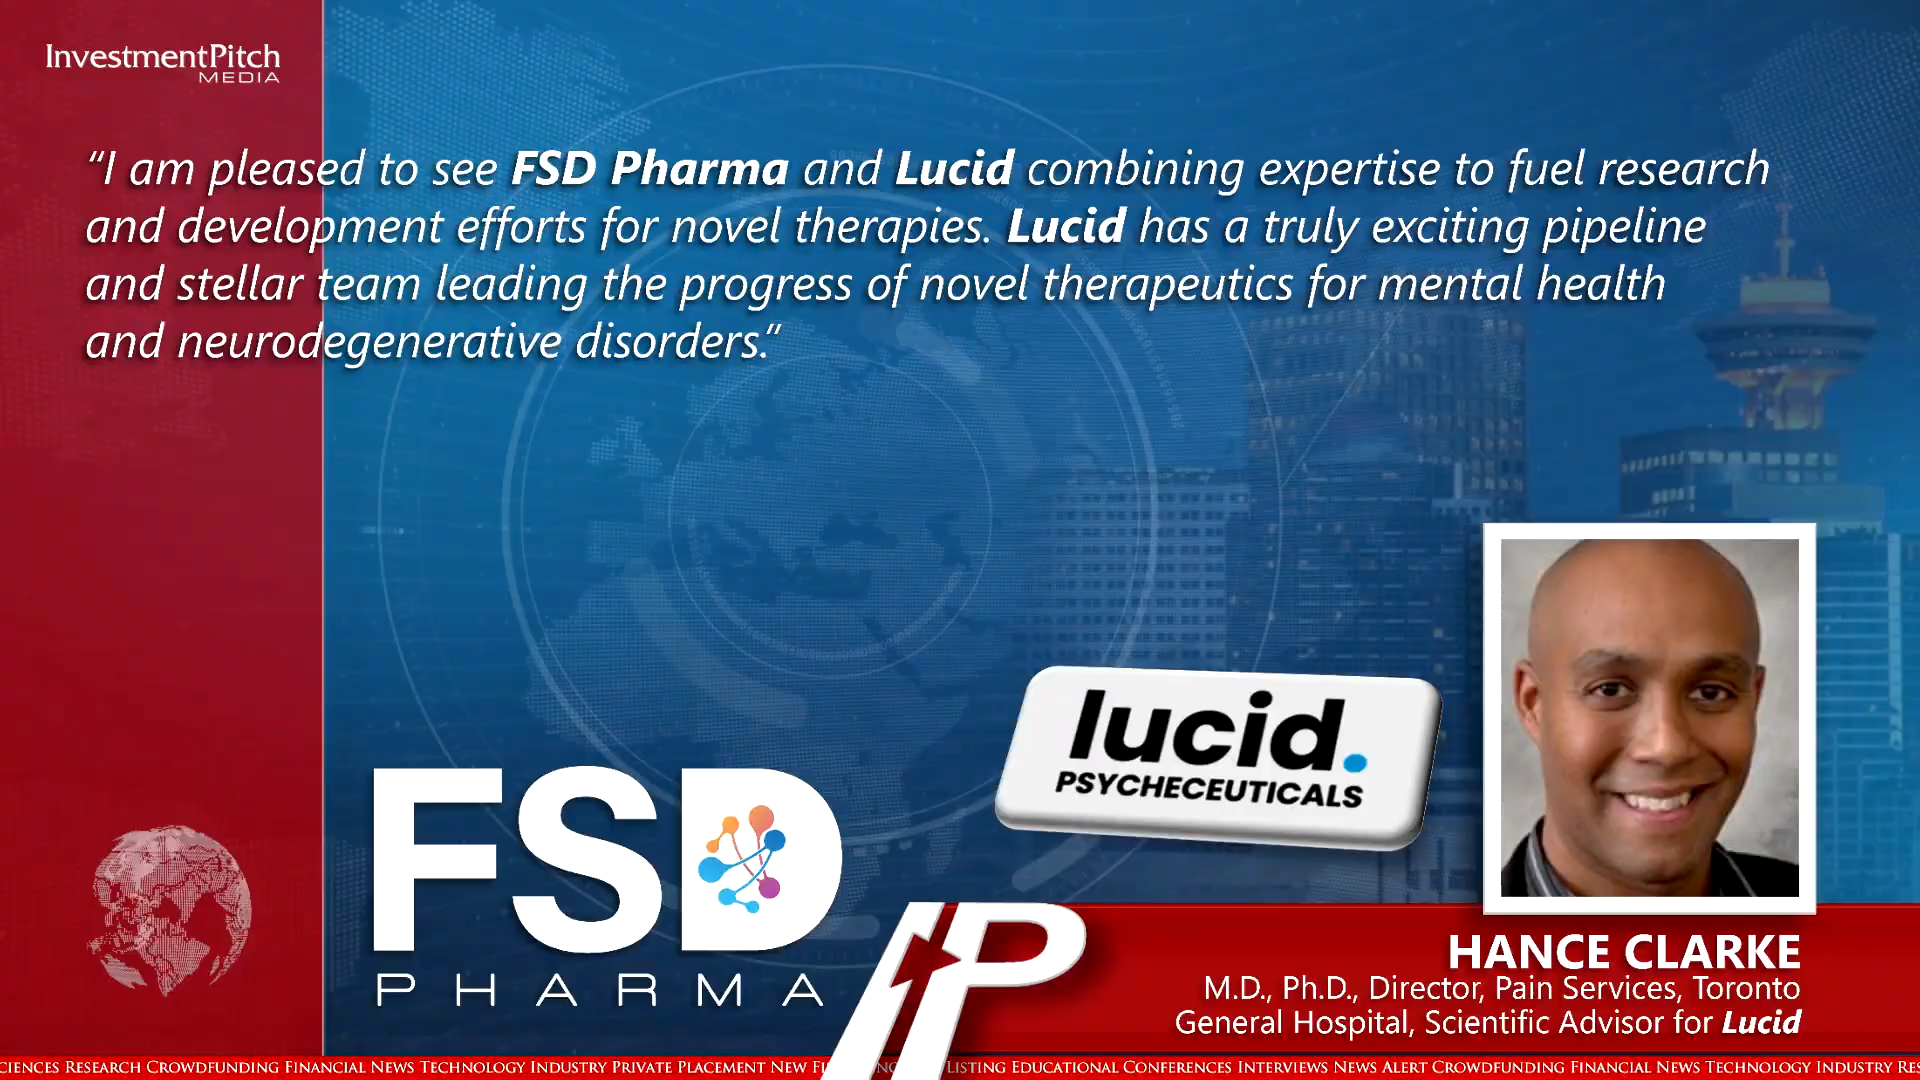 InvestmentPitch
MEDIA
“I am pleased to see FSD Pharma and Lucid combining expertise to fuel research
and development efforts for novel therapies. Lucid has a truly exciting pipeline
and stellar team leading the progress of novel therapeutics for mental health
and neurodegenerative disorders.”
lucid.
PSYCHECEUTICALS
FSD
PHARMA
IP
HANCE CLARKE
M.D., Ph.D., Director, Pain Services, Toronto
General Hospital, Scientific Advisor for Lucid
RESEARCH CROWDFUNDING FINANCIAL NEWS TECHNOLOGY INDUSTRY PRIVATE PLACEMENT NEW LISTING EDUCATIONAL CONFERENCES INTERVIEWS NEWS ALERT CROWDFUNDING FINANCIAL NEWS TECHNOLOGY INDUSTRY